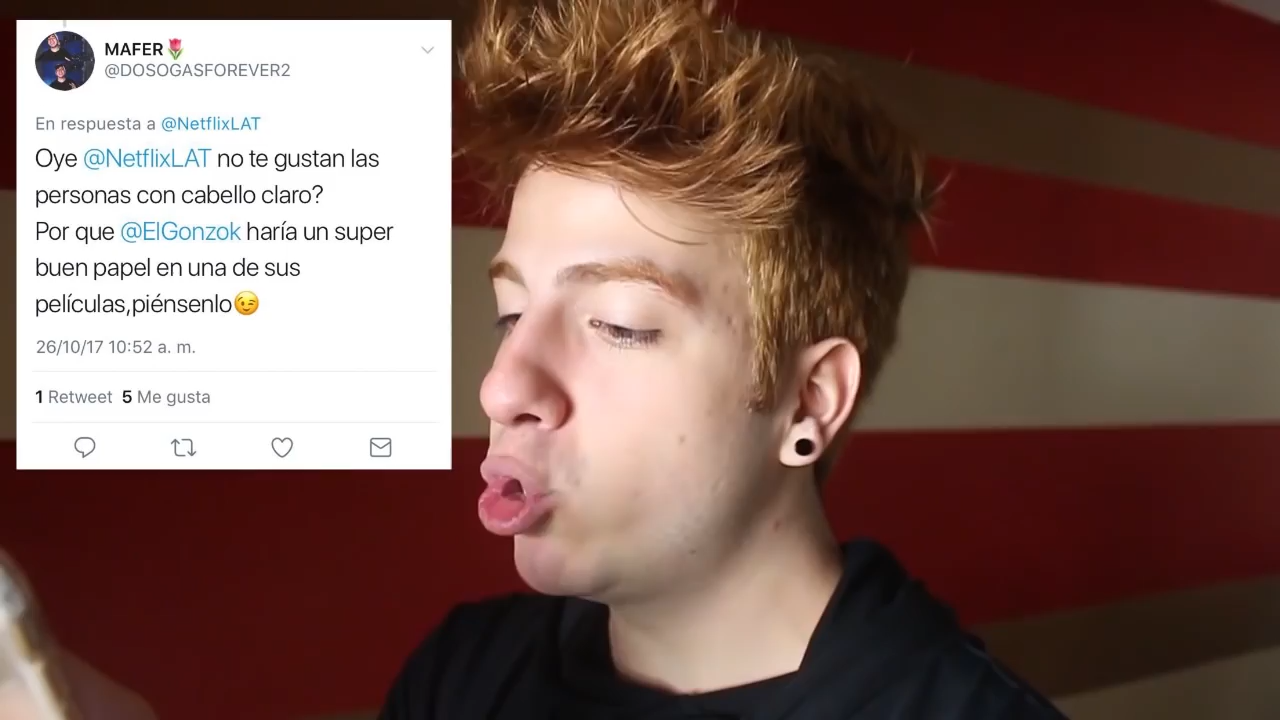 MAFER🌷
@DOSOGASFOREVER2
En respuesta a @NetflixLAT
Oye @NetflixLAT no te gustan las
personas con cabello claro?
Por que @ElGonzok haría un super
buen papel en una de sus
películas,piénsenlo😉
26/10/17 10:52 a. m.
1 Retweet 5 Me gusta